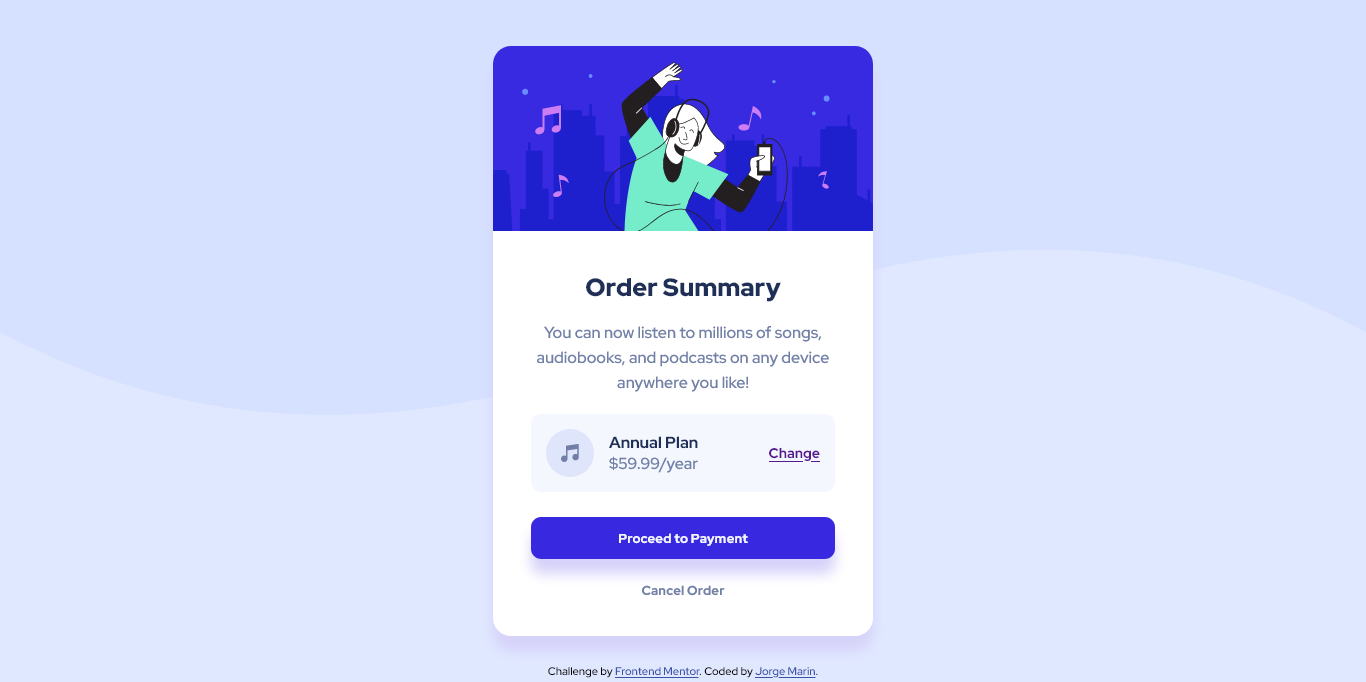 Order Summary
You can now listen to millions of songs,
audiobooks, and podcasts on any device
anywhere you like!
Annual Plan
$59.99/year
Change
Proceed to Payment
Cancel Order
Challenge by Frontend Mentor. Coded by Jorge Marin.